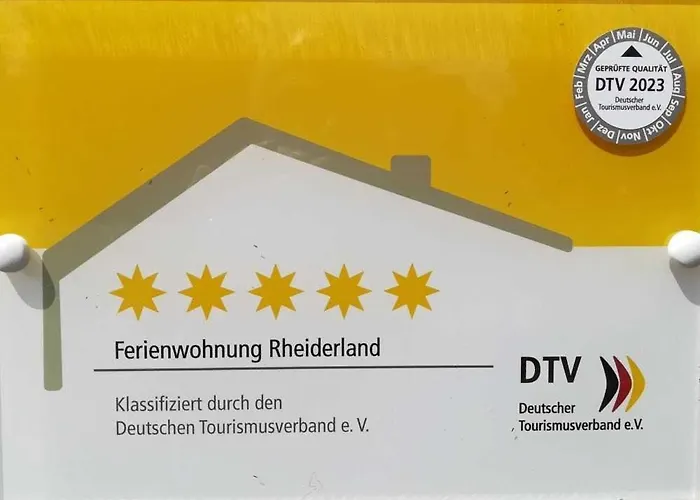 Jan Feb Mrz Apr Mai Jun Jul Aug Sep Okt Nov Dez
GEPRÜFTE QUALITÄT
DTV 2023
Deutscher
Tourismusverband e.V.
Ferienwohnung Rheiderland
Klassifiziert durch den
Deutschen Tourismusverband e. V.
DTV
Deutscher
Tourismusverband e.V.